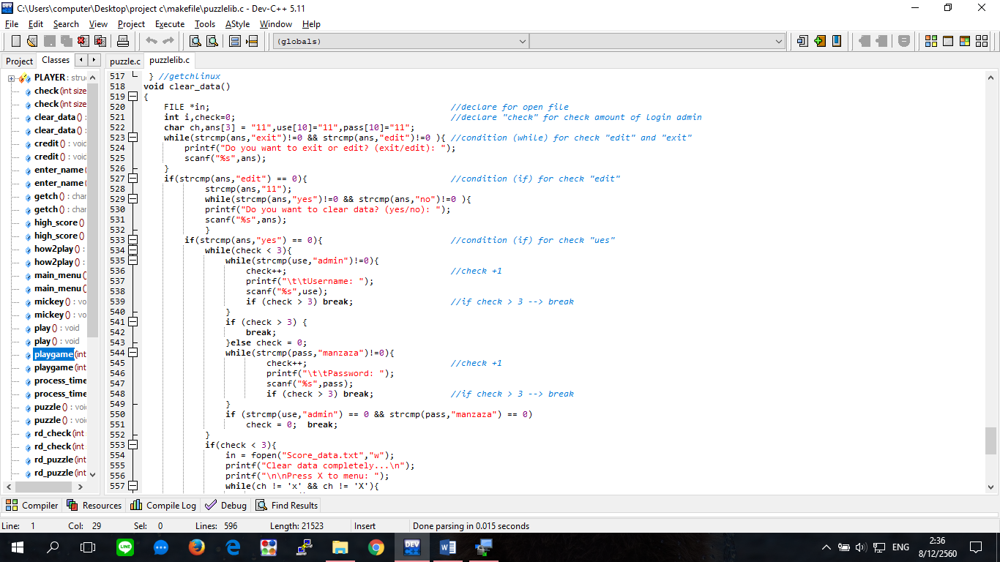 C:\Users\computer\Desktop\project c\makefile\puzzlelib.c - Dev-C++ 5.11
File Edit Search View Project Execute Tools AStyle Window Help
(globals)
Project Classes puzzle.c puzzlelib.c
PLAYER : struc
check (int size
check (int size
clear_data () :
clear_data () :
credit () : voic
credit () : voic
enter_name (
enter_name (
getch () : char
getch () : char
high_score ()
high_score ()
how2play () :
how2play () :
main_menu (
main_menu (
mickey () : vo
mickey () : vo
play () : void
play () : void
playgame (int
playgame (int
process_time
process_time
puzzle () : voi
puzzle () : voi
rd_check (int
rd_check (int
rd_puzzle (int
rd_puzzle (int
517 } //getchlinux
518 void clear_data()
519 {
520 FILE *in; //declare for open file
521 int i,check=0; //declare "check" for check amount of login admin
522 char ch,ans[3] = "11",use[10]="11",pass[10]="11";
523 while(strcmp(ans,"exit")!=0 && strcmp(ans,"edit")!=0 ){ //condition (while) for check "edit" and "exit"
524 printf("Do you want to exit or edit? (exit/edit): ");
525 scanf("%s",ans);
526 }
527 if(strcmp(ans,"edit") == 0){ //condition (if) for check "edit"
528 strcmp(ans,"11");
529 while(strcmp(ans,"yes")!=0 && strcmp(ans,"no")!=0 ){
530 printf("Do you want to clear data? (yes/no): ");
531 scanf("%s",ans);
532 }
533 if(strcmp(ans,"yes") == 0){ //condition (if) for check "ues"
534 while(check < 3){
535 while(strcmp(use,"admin")!=0){
536 check++; //check +1
537 printf("\t\tUsername: ");
538 scanf("%s",use);
539 if (check > 3) break; //if check > 3 --> break
540 }
541 if (check > 3) {
542 break;
543 }else check = 0;
544 while(strcmp(pass,"manzaza")!=0){
545 check++; //check +1
546 printf("\t\tPassword: ");
547 scanf("%s",pass);
548 if (check > 3) break; //if check > 3 --> break
549 }
550 if (strcmp(use,"admin") == 0 && strcmp(pass,"manzaza") == 0)
551 check = 0; break;
552 }
553 if(check < 3){
554 in = fopen("Score_data.txt","w");
555 printf("Clear data completely...\n");
556 printf("\n\nPress X to menu: ");
557 while(ch != 'x' && ch != 'X'){
Compiler Resources Compile Log Debug Find Results
Line: 1 Col: 29 Sel: 0 Lines: 596 Length: 21523 Insert Done parsing in 0.015 seconds
LINE DEV ENG 2:36
8/12/2560